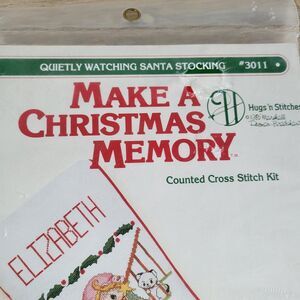 QUIETLY WATCHING SANTA STOCKING #3011
MAKE A
CHRISTMAS
MEMORY
Hugs 'n Stitches
Counted Cross Stitch Kit
ELIZABETH